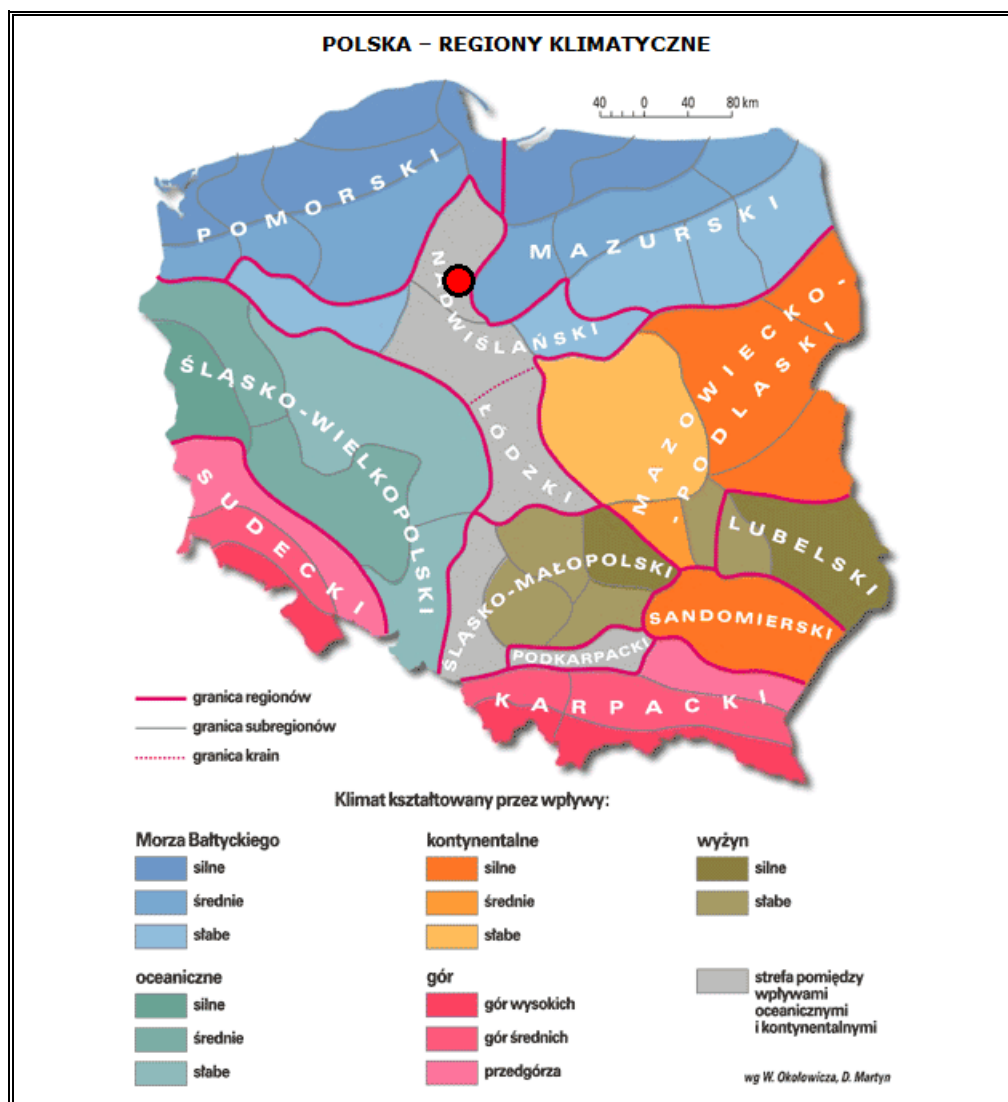 POLSKA – REGIONY KLIMATYCZNE
40 0 40 80 km
POMORSKI
MAZURSKI
NADWIŚLAŃSKI
MAZOWIECKO-
-PODLASKI
ŚLĄSKO-WIELKOPOLSKI
ŁÓDZKI
SUDECKI
LUBELSKI
ŚLĄSKO-MAŁOPOLSKI
SANDOMIERSKI
PODKARPACKI
KARPACKI
granica regionów
granica subregionów
granica krain
Klimat kształtowany przez wpływy:
Morza Bałtyckiego
silne
średnie
słabe
kontynentalne
silne
średnie
słabe
wyżyn
silne
słabe
oceaniczne
silne
średnie
słabe
gór
gór wysokich
gór średnich
przedgórza
strefa pomiędzy
wpływami
oceanicznymi
i kontynentalnymi
wg W. Okołowicza, D. Martyn